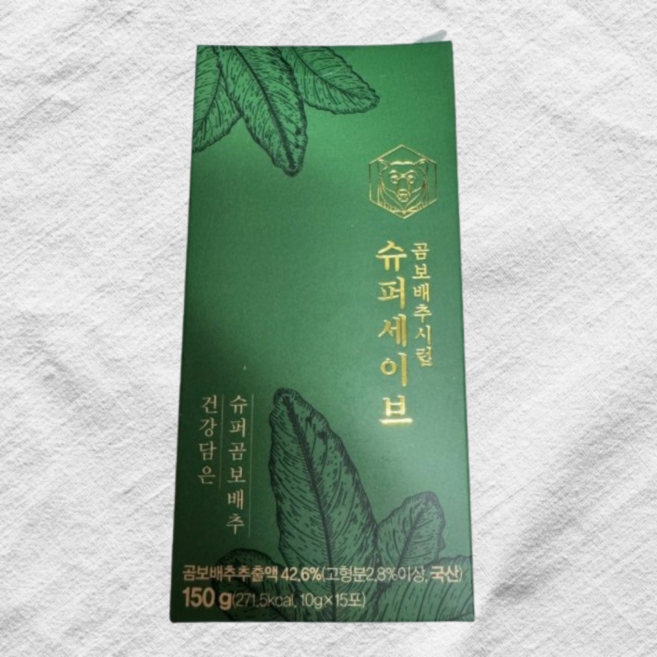 곰보배추시럽
슈퍼세이브
슈퍼곰보배추
건강담은
곰보배추추출액 42.6%(고형분2.8%이상, 국산)
150 g(271.5kcal, 10g×15포)